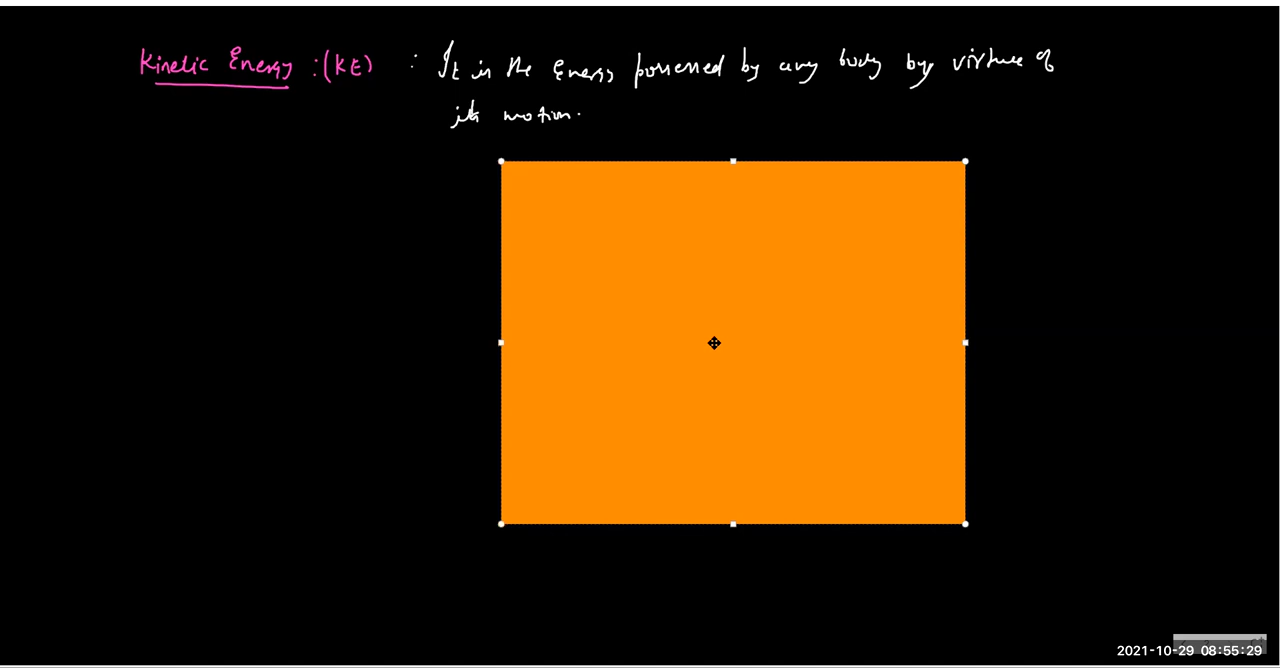 Kinetic Energy :(KE) : It is the Energy possessed by any body by virtue of
its motion.
2021-10-29 08:55:29